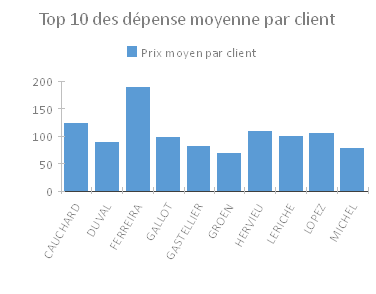 Top 10 des dépense moyenne par client
Prix moyen par client
200
150
100
50
0
CAUCHARD
DUVAL
FERREIRA
GALLOT
GASTELLIER
GROEN
HERVIEU
LERICHE
LOPEZ
MICHEL